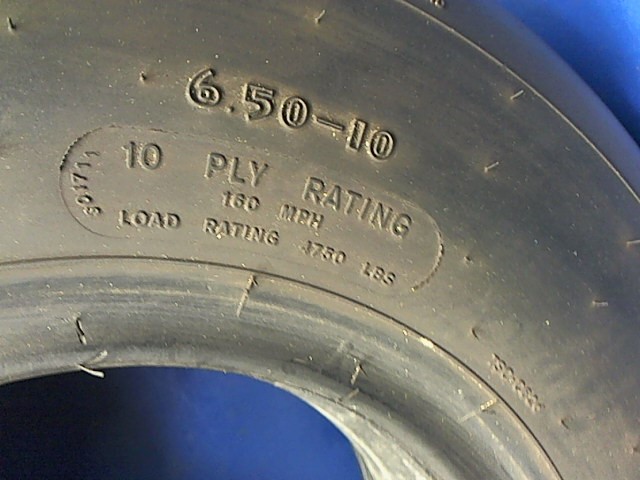 6.50-10
10 PLY RATING
160 MPH
LOAD RATING 4750 LBS